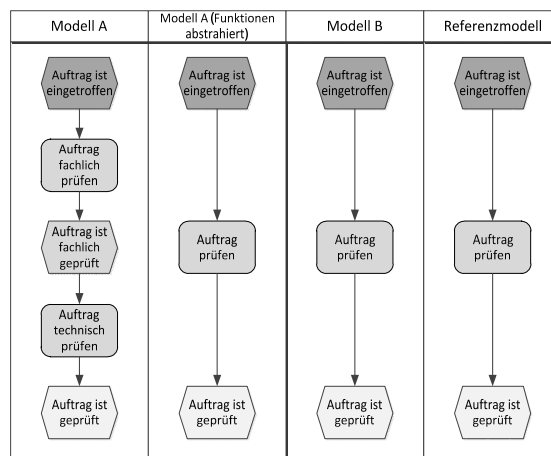 Modell A
Modell A (Funktionen
abstrahiert)
Modell B
Referenzmodell
Auftrag ist
eingetroffen
Auftrag
fachlich
prüfen
Auftrag ist
fachlich
geprüft
Auftrag
technisch
prüfen
Auftrag ist
geprüft
Auftrag ist
eingetroffen
Auftrag
prüfen
Auftrag ist
geprüft
Auftrag ist
eingetroffen
Auftrag
prüfen
Auftrag ist
geprüft
Auftrag ist
eingetroffen
Auftrag
prüfen
Auftrag ist
geprüft